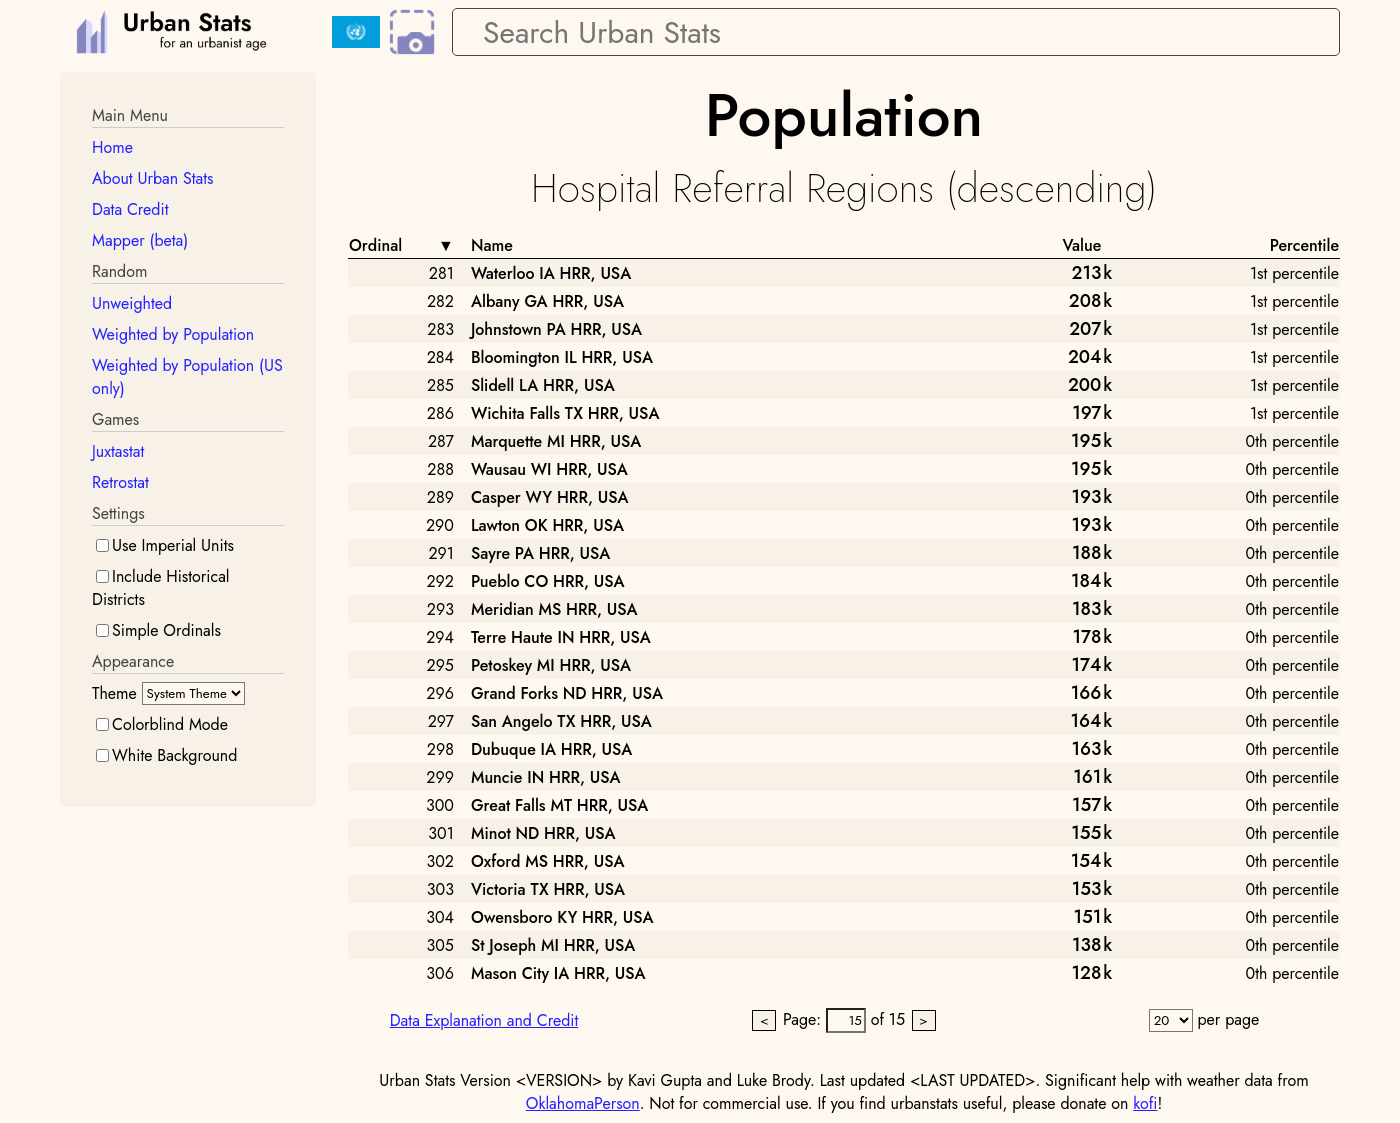 Urban Stats
for an urbanist age
Search Urban Stats
Main Menu
Home
About Urban Stats
Data Credit
Mapper (beta)
Random
Unweighted
Weighted by Population
Weighted by Population (US
only)
Games
Juxtastat
Retrostat
Settings
Use Imperial Units
Include Historical
Districts
Simple Ordinals
Appearance
Theme System Theme
Colorblind Mode
White Background
Population
Hospital Referral Regions (descending)
Ordinal ▼ Name Value Percentile
281 Waterloo IA HRR, USA 213k 1st percentile
282 Albany GA HRR, USA 208k 1st percentile
283 Johnstown PA HRR, USA 207k 1st percentile
284 Bloomington IL HRR, USA 204k 1st percentile
285 Slidell LA HRR, USA 200k 1st percentile
286 Wichita Falls TX HRR, USA 197k 1st percentile
287 Marquette MI HRR, USA 195k 0th percentile
288 Wausau WI HRR, USA 195k 0th percentile
289 Casper WY HRR, USA 193k 0th percentile
290 Lawton OK HRR, USA 193k 0th percentile
291 Sayre PA HRR, USA 188k 0th percentile
292 Pueblo CO HRR, USA 184k 0th percentile
293 Meridian MS HRR, USA 183k 0th percentile
294 Terre Haute IN HRR, USA 178k 0th percentile
295 Petoskey MI HRR, USA 174k 0th percentile
296 Grand Forks ND HRR, USA 166k 0th percentile
297 San Angelo TX HRR, USA 164k 0th percentile
298 Dubuque IA HRR, USA 163k 0th percentile
299 Muncie IN HRR, USA 161k 0th percentile
300 Great Falls MT HRR, USA 157k 0th percentile
301 Minot ND HRR, USA 155k 0th percentile
302 Oxford MS HRR, USA 154k 0th percentile
303 Victoria TX HRR, USA 153k 0th percentile
304 Owensboro KY HRR, USA 151k 0th percentile
305 St Joseph MI HRR, USA 138k 0th percentile
306 Mason City IA HRR, USA 128k 0th percentile
Data Explanation and Credit < Page: 15 of 15 > 20 per page
Urban Stats Version <VERSION> by Kavi Gupta and Luke Brody. Last updated <LAST UPDATED>. Significant help with weather data from
OklahomaPerson. Not for commercial use. If you find urbanstats useful, please donate on kofi!